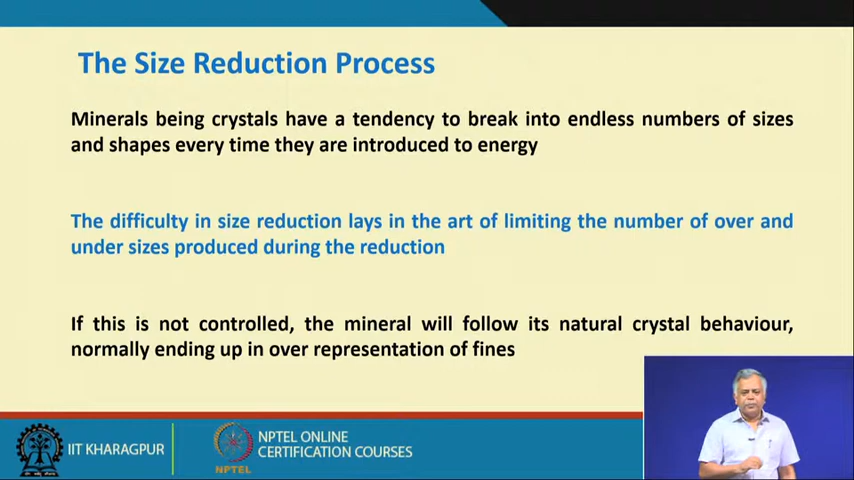 The Size Reduction Process
Minerals being crystals have a tendency to break into endless numbers of sizes
and shapes every time they are introduced to energy
The difficulty in size reduction lays in the art of limiting the number of over and
under sizes produced during the reduction
If this is not controlled, the mineral will follow its natural crystal behaviour,
normally ending up in over representation of fines
IIT KHARAGPUR
NPTEL
NPTEL ONLINE
CERTIFICATION COURSES